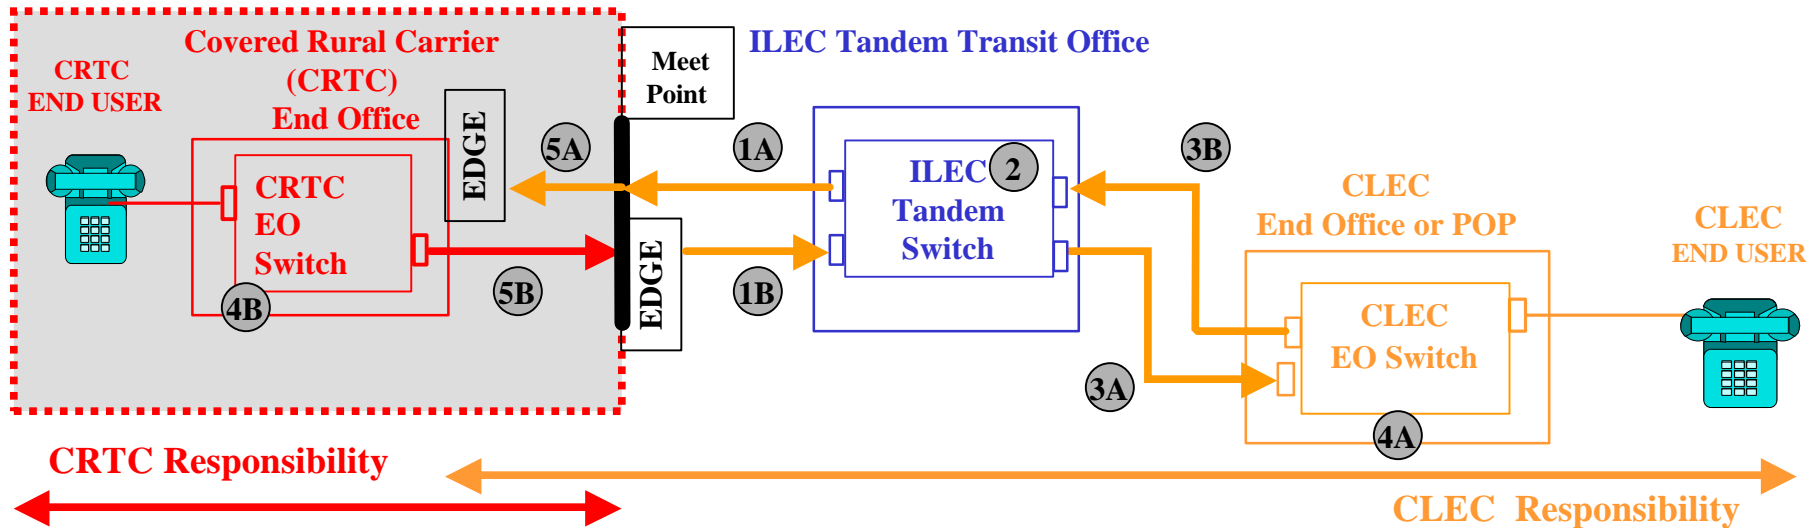 Covered Rural Carrier
(CRTC)
End Office
CRTC
END USER
EDGE
CRTC
EO
Switch
4B
5A
5B
Meet
Point
EDGE
ILEC Tandem Transit Office
1A
1B
ILEC
Tandem
Switch
2
3B
3A
CLEC
End Office or POP
CLEC
EO Switch
4A
CLEC
END USER
CRTC Responsibility
CLEC Responsibility